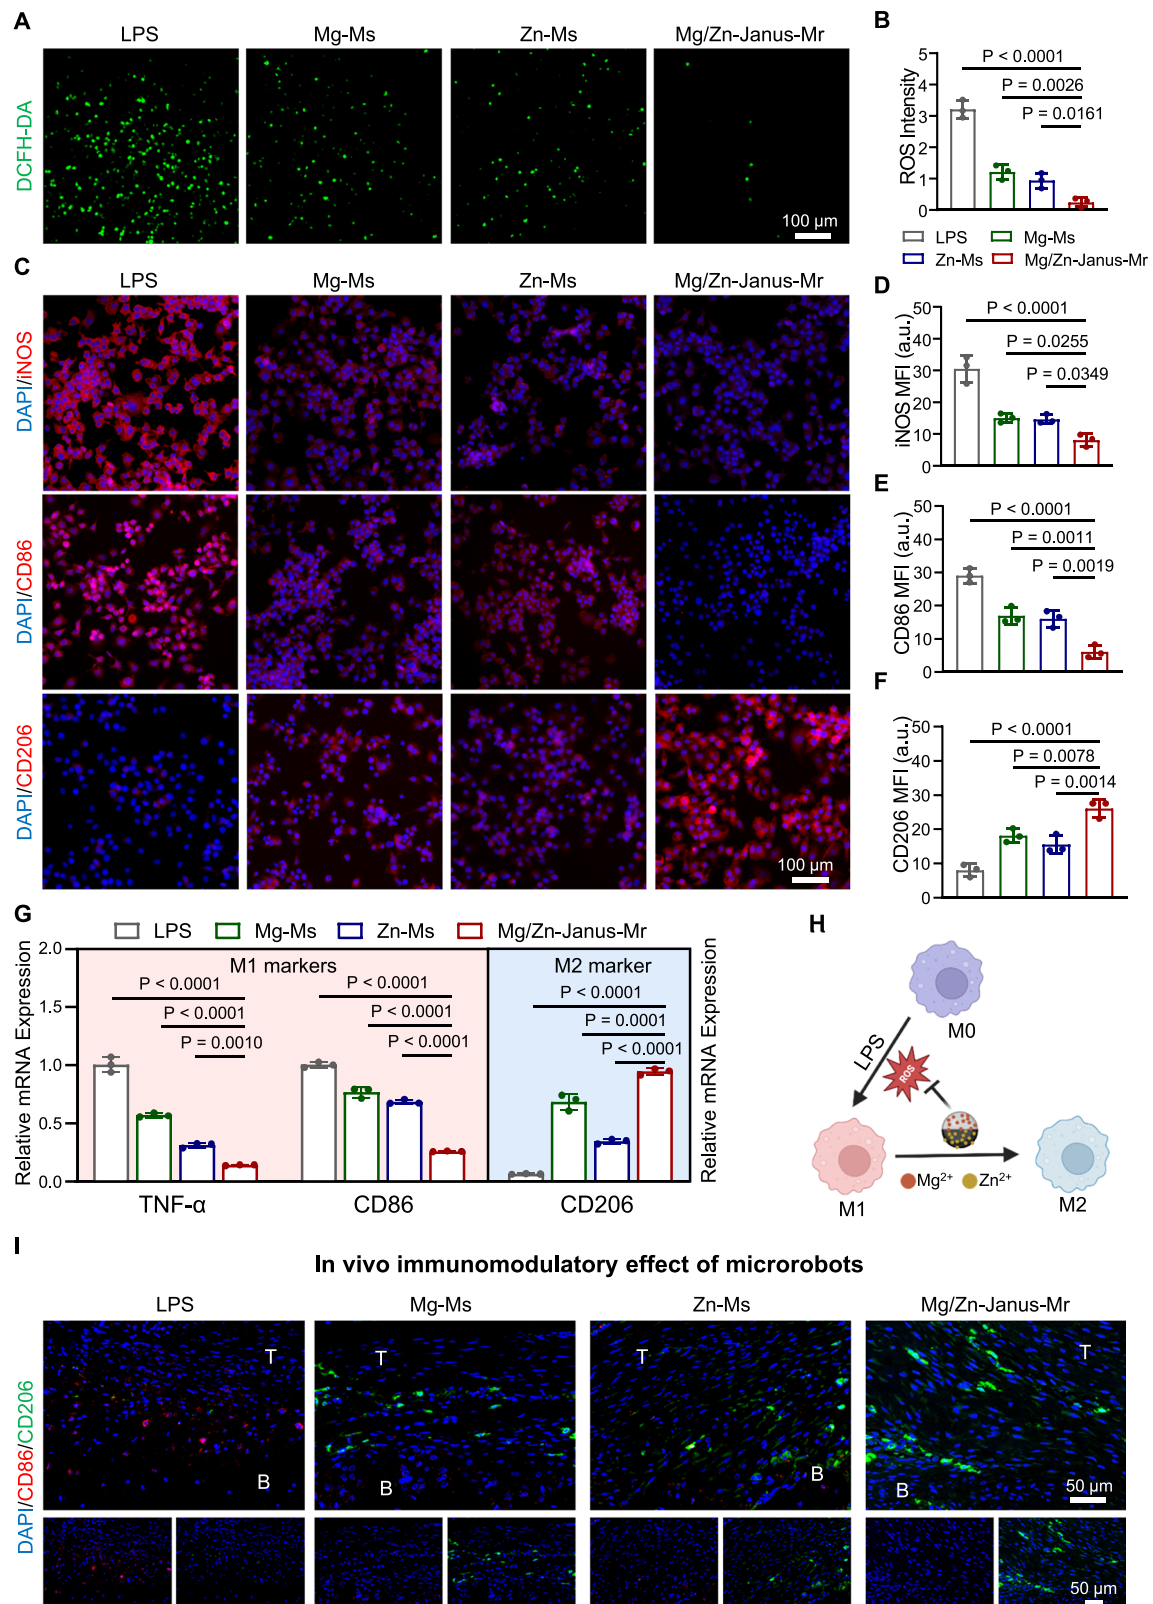 A
LPS
Mg-Ms
Zn-Ms
Mg/Zn-Janus-Mr
DCFH-DA
100 µm
B
ROS Intensity
5
4
3
2
1
0
P < 0.0001
P = 0.0026
P = 0.0161
LPS
Mg-Ms
Zn-Ms
Mg/Zn-Janus-Mr
C
LPS
Mg-Ms
Zn-Ms
Mg/Zn-Janus-Mr
DAPI/iNOS
DAPI/CD86
DAPI/CD206
100 µm
D
iNOS MFI (a.u.)
50
40
30
20
10
0
P < 0.0001
P = 0.0255
P = 0.0349
E
CD86 MFI (a.u.)
50
40
30
20
10
0
P < 0.0001
P = 0.0011
P = 0.0019
F
CD206 MFI (a.u.)
50
40
30
20
10
0
P < 0.0001
P = 0.0078
P = 0.0014
G
LPS
Mg-Ms
Zn-Ms
Mg/Zn-Janus-Mr
Relative mRNA Expression
2.0
1.5
1.0
0.5
0.0
M1 markers
P < 0.0001
P < 0.0001
P = 0.0010
P < 0.0001
P < 0.0001
P <0.0001
M2 marker
P < 0.0001
P = 0.0001
P < 0.0001
Relative mRNA Expression
TNF-α
CD86
CD206
H
M0
LPS
ROS
M1
Mg²⁺
Zn²⁺
M2
I
In vivo immunomodulatory effect of microrobots
LPS
Mg-Ms
Zn-Ms
Mg/Zn-Janus-Mr
DAPI/CD86/CD206
T
B
T
B
T
B
T
B
50 µm
50 µm